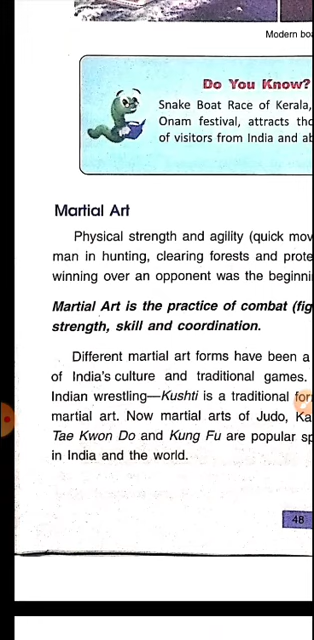 Modern bo
Do You Know?
Snake Boat Race of Kerala,
Onam festival, attracts tho
of visitors from India and ab
Martial Art
Physical strength and agility (quick mov
man in hunting, clearing forests and prote
winning over an opponent was the beginni
Martial Art is the practice of combat (fig
strength, skill and coordination.
Different martial art forms have been a
of India's culture and traditional games.
Indian wrestling—Kushti is a traditional for
martial art. Now martial arts of Judo, Ka
Tae Kwon Do and Kung Fu are popular sp
in India and the world.
48